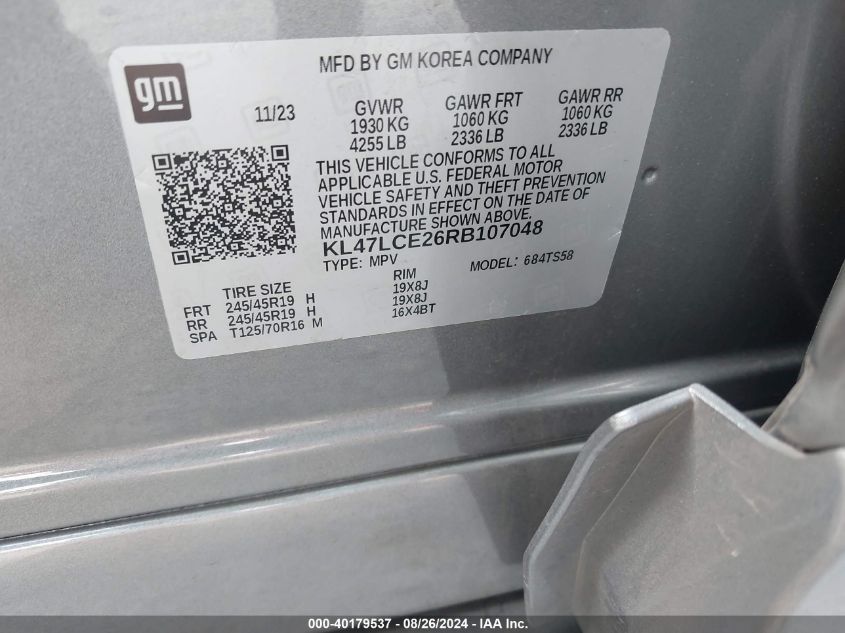 MFD BY GM KOREA COMPANY
gm
11/23
GVWR GAWR FRT GAWR RR
1930 KG 1060 KG 1060 KG
4255 LB 2336 LB 2336 LB
THIS VEHICLE CONFORMS TO ALL
APPLICABLE U.S. FEDERAL MOTOR
VEHICLE SAFETY AND THEFT PREVENTION
STANDARDS IN EFFECT ON THE DATE OF
MANUFACTURE SHOWN ABOVE.
KL47LCE26RB107048
TYPE: MPV MODEL: 684TS58
TIRE SIZE RIM
FRT 245/45R19 H 19X8J
RR 245/45R19 H 19X8J
SPA T125/70R16 M 16X4BT
000-40179537 - 08/26/2024 - IAA Inc.